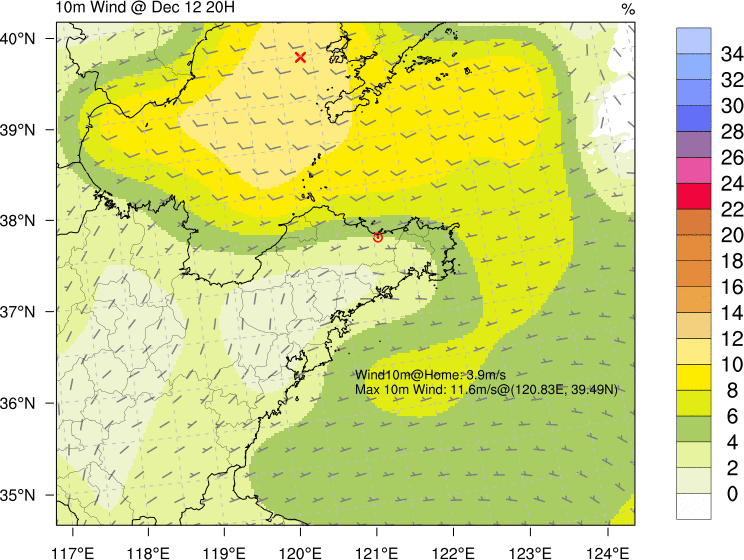 10m Wind @ Dec 12 20H
%
40°N
39°N
38°N
37°N
36°N
35°N
Wind10m@Home: 3.9m/s
Max 10m Wind: 11.6m/s@(120.83E, 39.49N)
117°E 118°E 119°E 120°E 121°E 122°E 123°E 124°E
34
32
30
28
26
24
22
20
18
16
14
12
10
8
6
4
2
0